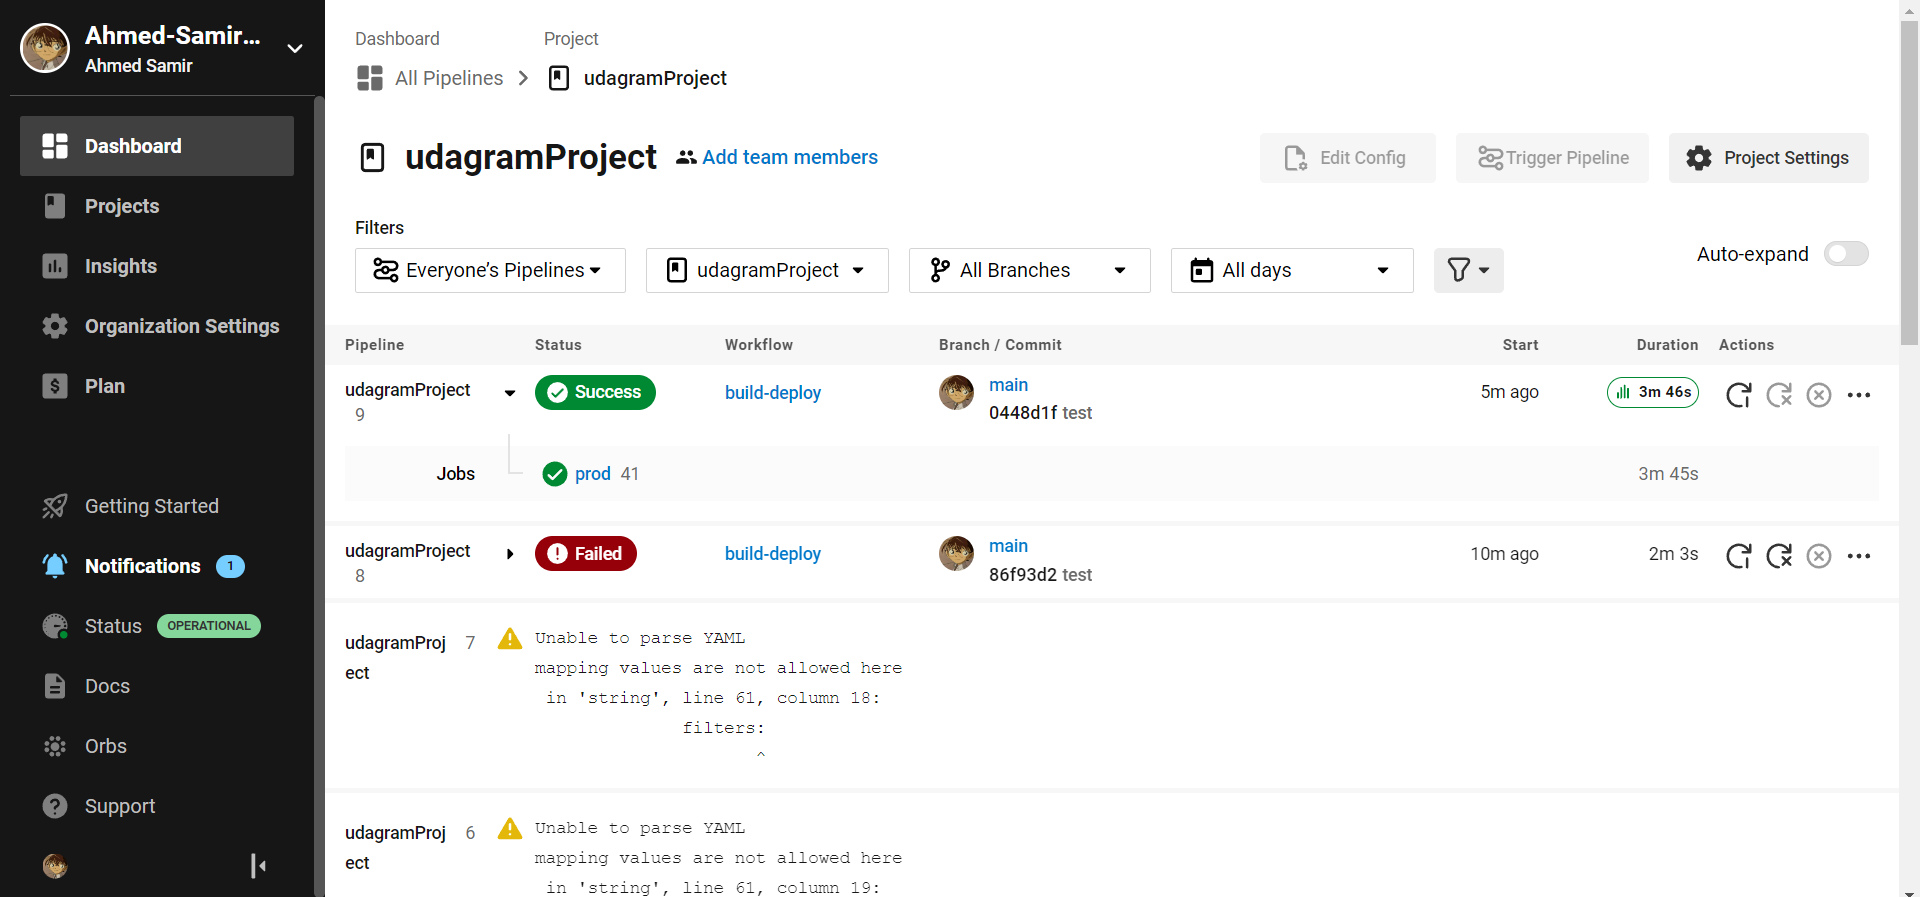 Ahmed-Samir...
Ahmed Samir
Dashboard
Projects
Insights
Organization Settings
Plan
Getting Started
Notifications 1
Status OPERATIONAL
Docs
Orbs
Support
Dashboard Project
All Pipelines udagramProject
udagramProject Add team members Edit Config Trigger Pipeline Project Settings
Filters
Everyone’s Pipelines udagramProject All Branches All days Auto-expand
Pipeline Status Workflow Branch / Commit Start Duration Actions
udagramProject Success build-deploy main 5m ago 3m 46s
9 0448d1f test
Jobs prod 41 3m 45s
udagramProject Failed build-deploy main 10m ago 2m 3s
8 86f93d2 test
udagramProj 7 Unable to parse YAML
ect mapping values are not allowed here
in 'string', line 61, column 18:
filters:
^
udagramProj 6 Unable to parse YAML
ect mapping values are not allowed here
in 'string', line 61, column 19: